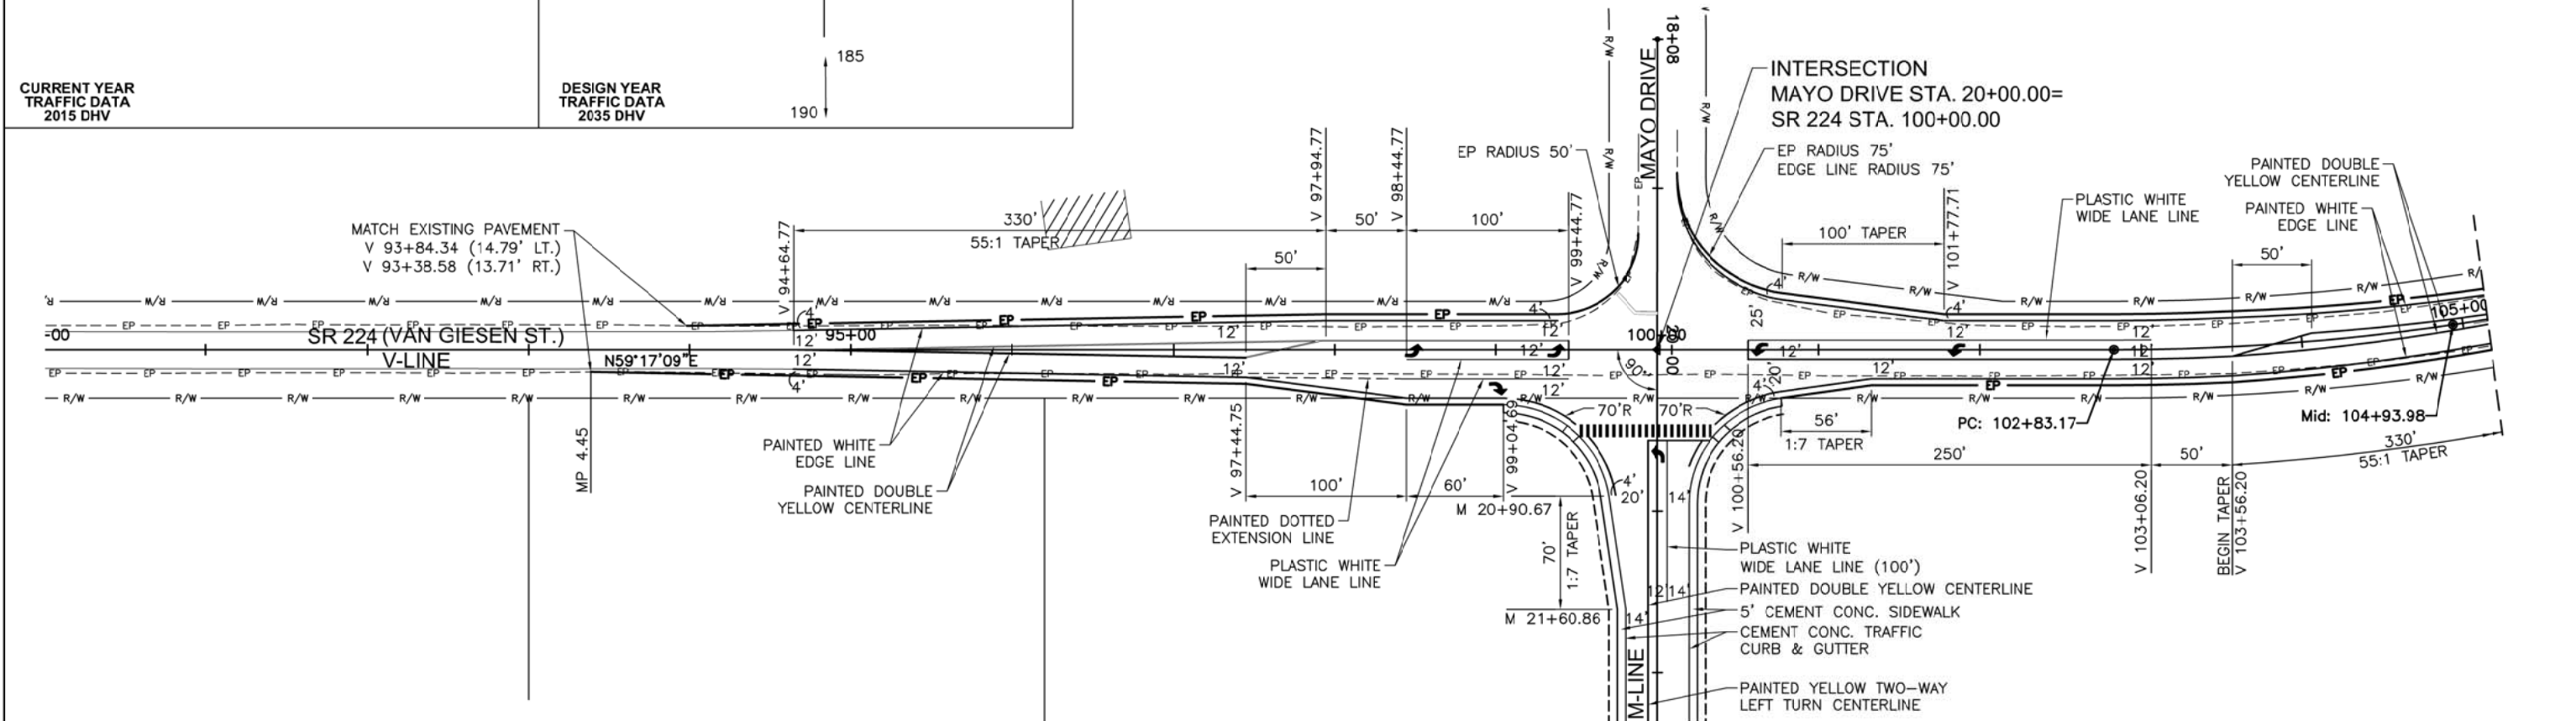 185
CURRENT YEAR
TRAFFIC DATA
2015 DHV
DESIGN YEAR
TRAFFIC DATA
2035 DHV
190
MAYO DRIVE
18+08
INTERSECTION
MAYO DRIVE STA. 20+00.00=
SR 224 STA. 100+00.00
EP RADIUS 50'
EP RADIUS 75'
EDGE LINE RADIUS 75'
PAINTED DOUBLE
YELLOW CENTERLINE
PLASTIC WHITE
WIDE LANE LINE
PAINTED WHITE
EDGE LINE
MATCH EXISTING PAVEMENT
V 93+84.34 (14.79' LT.)
V 93+38.58 (13.71' RT.)
V 94+64.77
330'
55:1 TAPER
V 97+94.77
50'
V 98+44.77
100'
V 99+44.77
50'
100' TAPER
V 101+77.71
50'
R/W
EP
SR 224 (VAN GIESEN ST.)
V-LINE
N59°17'09"E
95+00
100+00
20+00
105+00
4'
12'
25'
20'
90°
MP 4.45
PAINTED WHITE
EDGE LINE
PAINTED DOUBLE
YELLOW CENTERLINE
V 97+44.75
100'
60'
V 99+04.69
M 20+90.67
PAINTED DOTTED
EXTENSION LINE
PLASTIC WHITE
WIDE LANE LINE
70'
1:7 TAPER
M 21+60.86
70'R
70'R
4'
20'
14'
12'
14'
14'
M-LINE
V 100+56.20
56'
1:7 TAPER
250'
PC: 102+83.17
V 103+06.20
50'
BEGIN TAPER
V 103+56.20
Mid: 104+93.98
330'
55:1 TAPER
PLASTIC WHITE
WIDE LANE LINE (100')
PAINTED DOUBLE YELLOW CENTERLINE
5' CEMENT CONC. SIDEWALK
CEMENT CONC. TRAFFIC
CURB & GUTTER
PAINTED YELLOW TWO-WAY
LEFT TURN CENTERLINE